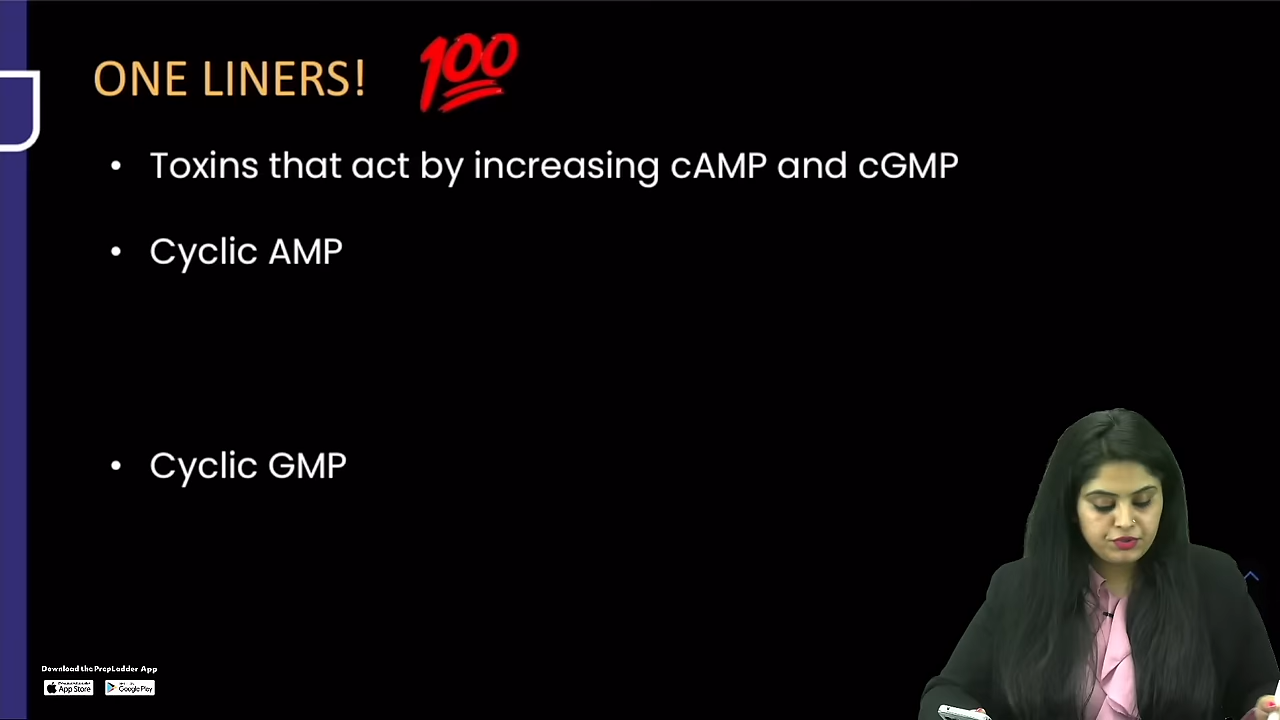 ONE LINERS! 💯
• Toxins that act by increasing cAMP and cGMP
• Cyclic AMP
• Cyclic GMP
Download the PrepLadder App
App Store
Google Play